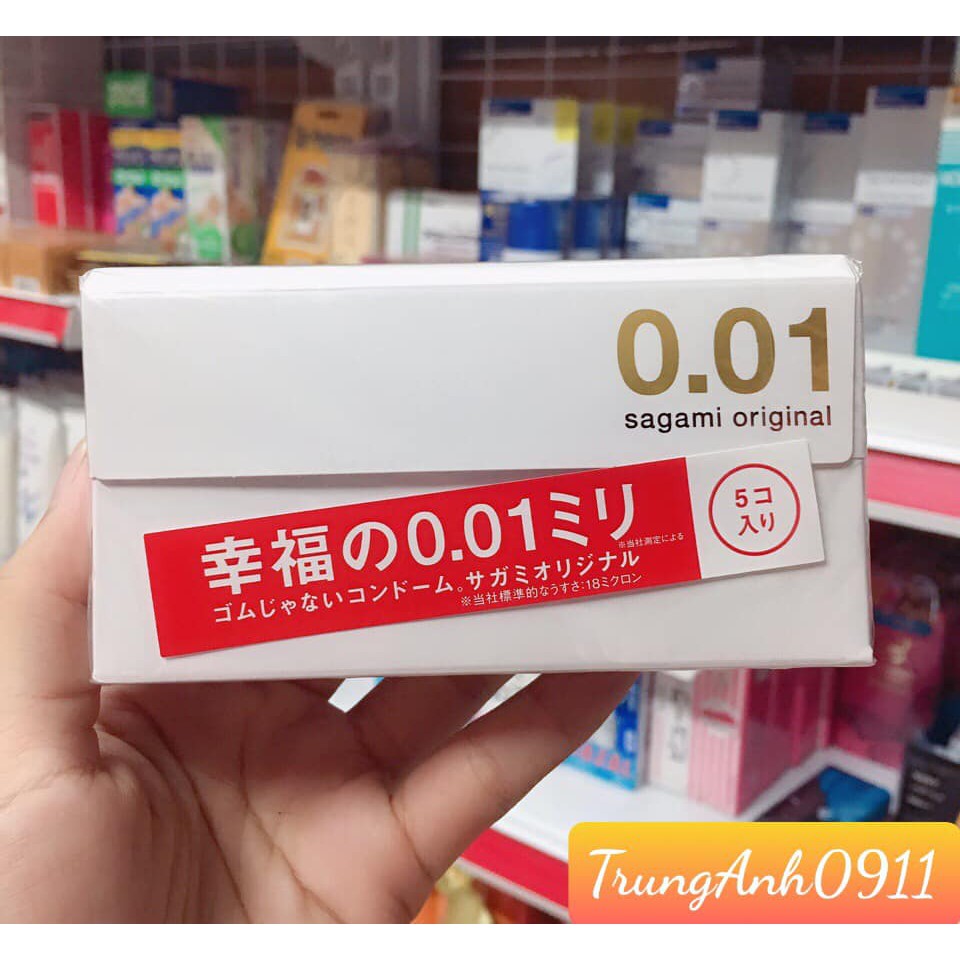 0.01
sagami original
幸福の0.01ミリ
※当社測定による
5コ
入り
ゴムじゃないコンドーム。サガミオリジナル
※当社標準的なうすさ:18ミクロン
TrungAnh0911